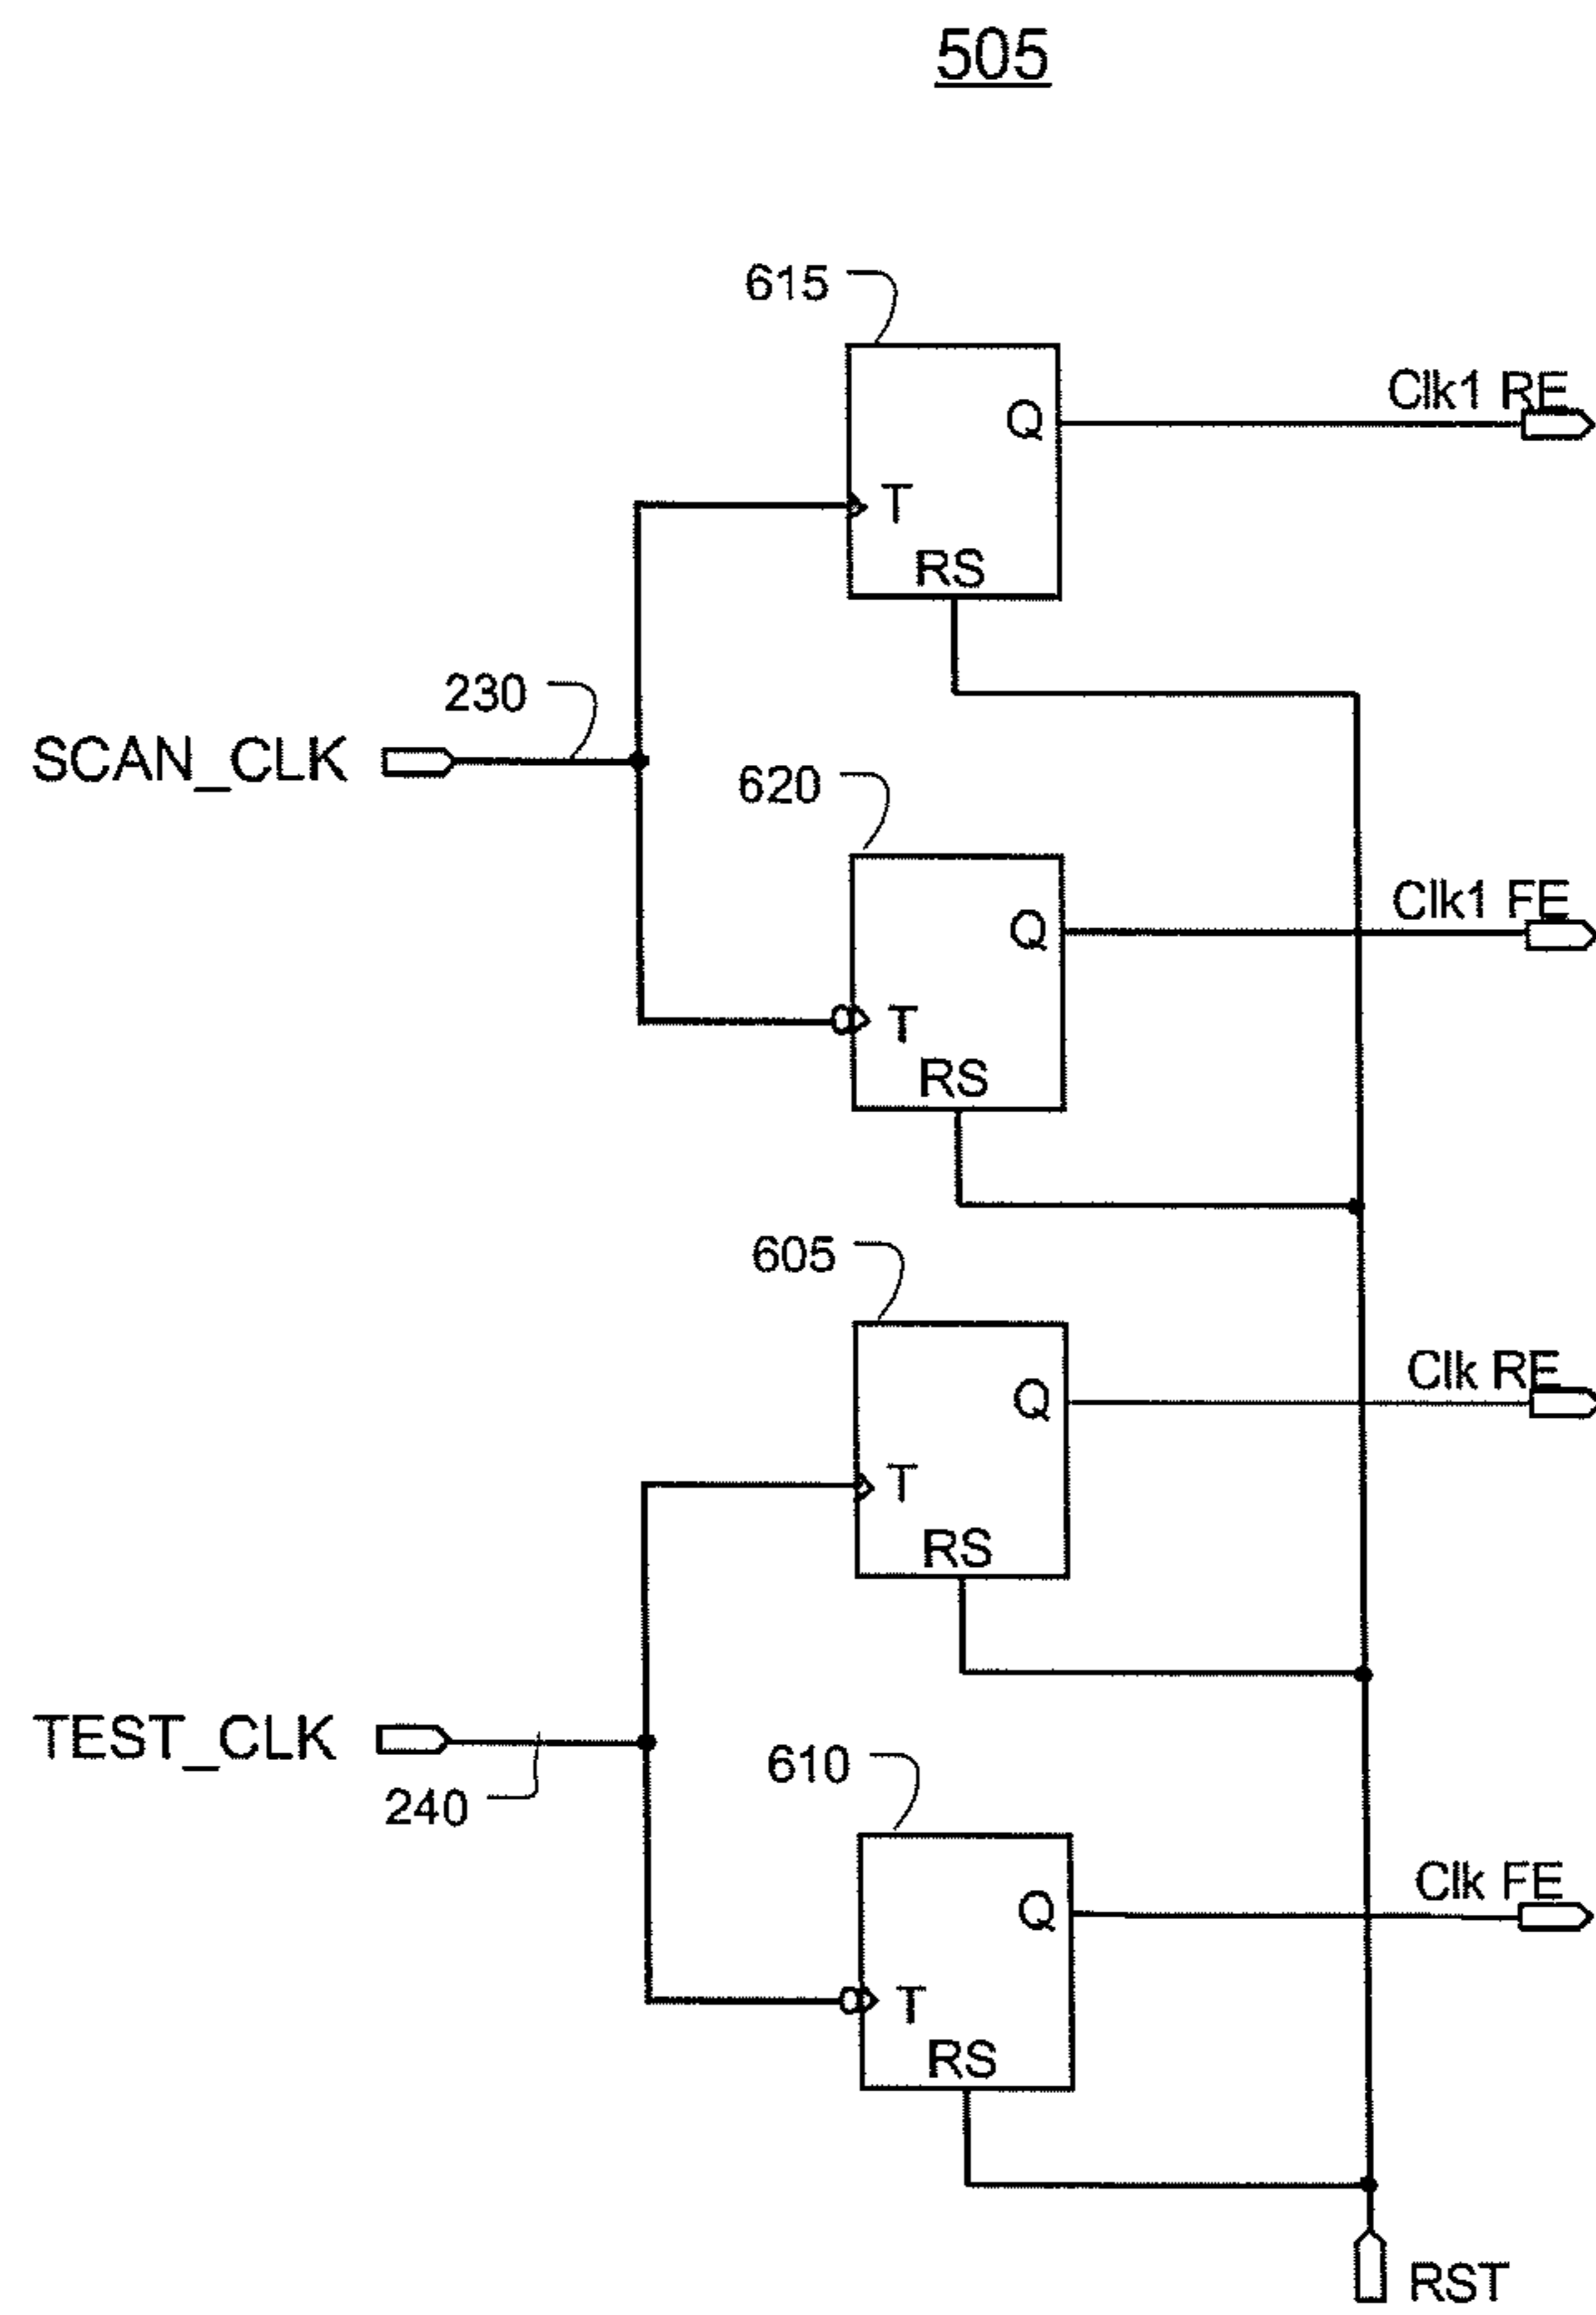 505
615
Q
Clk1 RE
T
RS
230
SCAN_CLK
620
Q
Clk1 FE
T
RS
605
Q
Clk RE
T
RS
TEST_CLK
240
610
Q
Clk FE
T
RS
RST